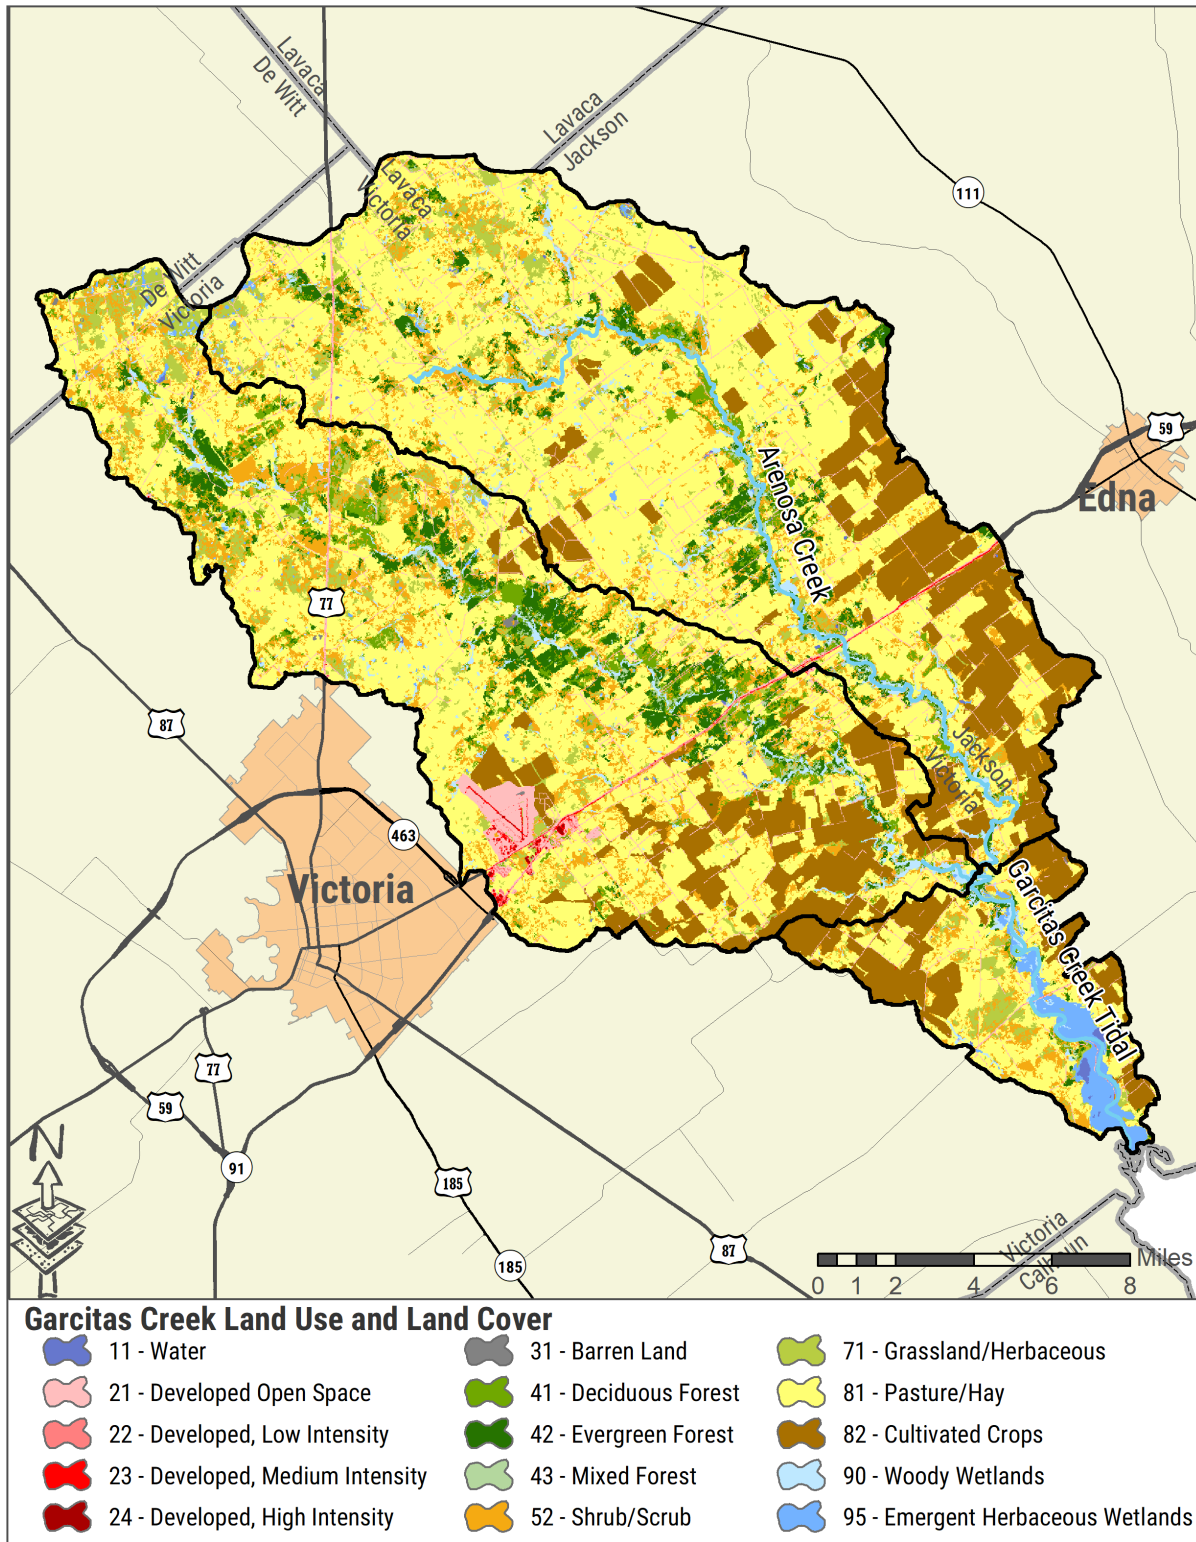 Lavaca
De Witt
Lavaca
Jackson
111
Lavaca
Victoria
De Witt
Victoria
59
Edna
Arenosa Creek
77
87
Jackson
Victoria
463
Victoria
Garcitas Creek Tidal
77
59
N
91
185
87
185
Victoria
Calhoun
Miles
0 1 2 4 6 8
Garcitas Creek Land Use and Land Cover
11 - Water
21 - Developed Open Space
22 - Developed, Low Intensity
23 - Developed, Medium Intensity
24 - Developed, High Intensity
31 - Barren Land
41 - Deciduous Forest
42 - Evergreen Forest
43 - Mixed Forest
52 - Shrub/Scrub
71 - Grassland/Herbaceous
81 - Pasture/Hay
82 - Cultivated Crops
90 - Woody Wetlands
95 - Emergent Herbaceous Wetlands